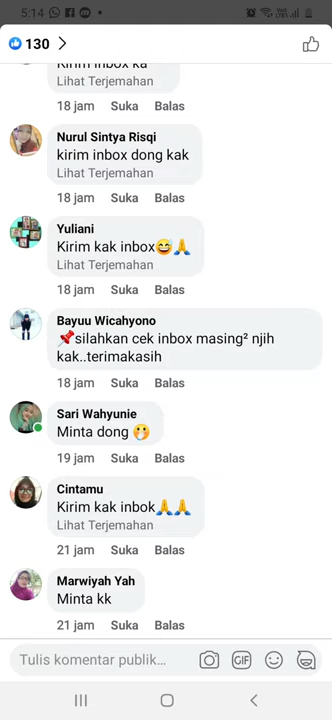 5:14
130
Kirim inbox ka
Lihat Terjemahan
18 jam Suka Balas
Nurul Sintya Risqi
kirim inbox dong kak
Lihat Terjemahan
18 jam Suka Balas
Yuliani
Kirim kak inbox😅🙏
Lihat Terjemahan
18 jam Suka Balas
Bayuu Wicahyono
📌silahkan cek inbox masing² njih
kak..terimakasih
18 jam Suka Balas
Sari Wahyunie
Minta dong 🤭
19 jam Suka Balas
Cintamu
Kirim kak inbok🙏🙏
Lihat Terjemahan
21 jam Suka Balas
Marwiyah Yah
Minta kk
21 jam Suka Balas
Tulis komentar publik...
GIF